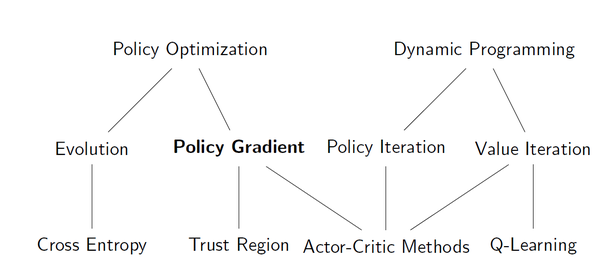 Policy Optimization
Dynamic Programming
Evolution
Policy Gradient
Policy Iteration
Value Iteration
Cross Entropy
Trust Region
Actor-Critic Methods
Q-Learning